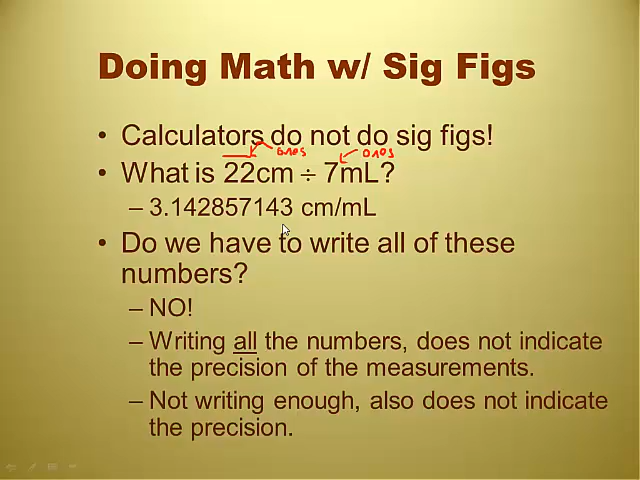 Doing Math w/ Sig Figs
• Calculators do not do sig figs!
ones ones
• What is 22cm ÷ 7mL?
– 3.142857143 cm/mL
• Do we have to write all of these
numbers?
– NO!
– Writing all the numbers, does not indicate
the precision of the measurements.
– Not writing enough, also does not indicate
the precision.